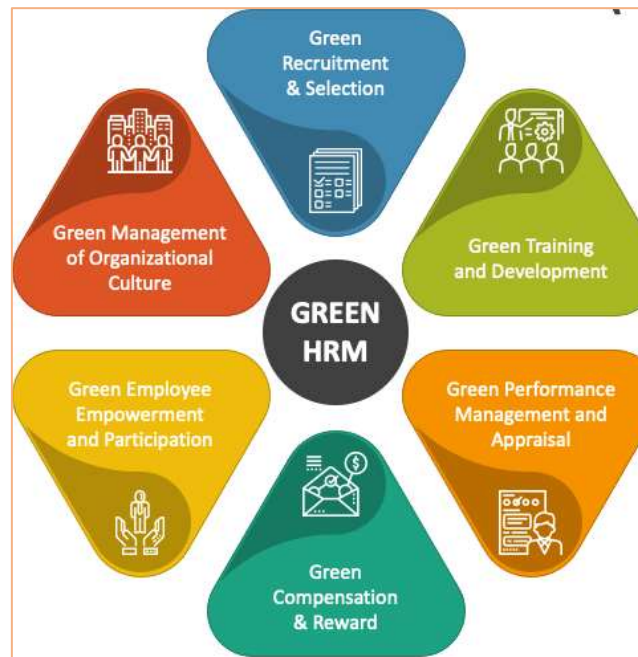 Green
Recruitment
& Selection
Green Management
of Organizational
Culture
Green Training
and Development
GREEN
HRM
Green Employee
Empowerment
and Participation
Green Performance
Management and
Appraisal
Green
Compensation
& Reward